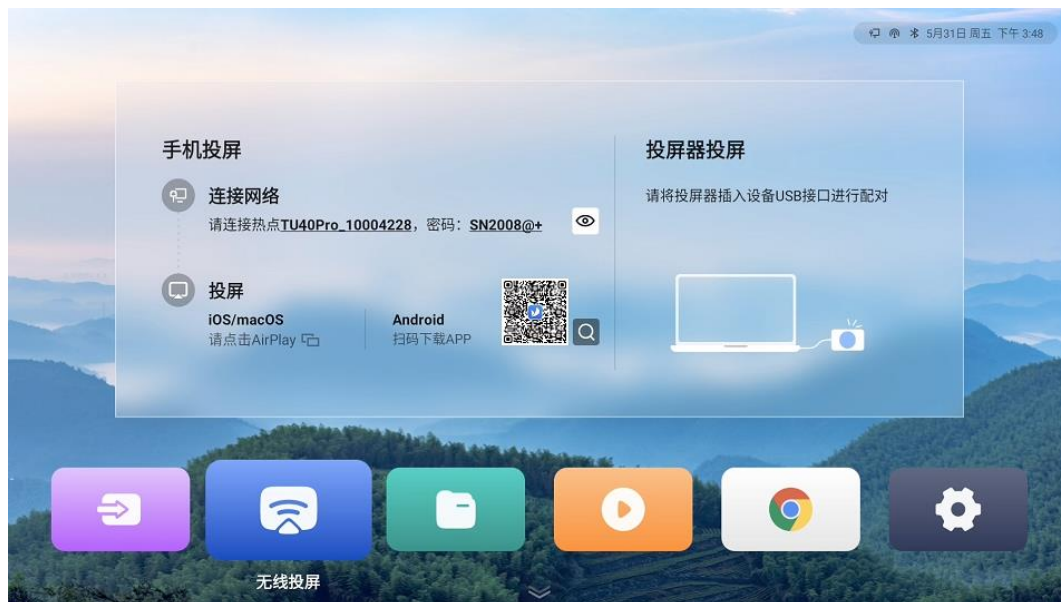 5月31日 周五 下午 3:48
手机投屏
连接网络
请连接热点TU40Pro_10004228，密码：SN2008@+
投屏
iOS/macOS
请点击AirPlay
Android
扫码下载APP
投屏器投屏
请将投屏器插入设备USB接口进行配对
无线投屏